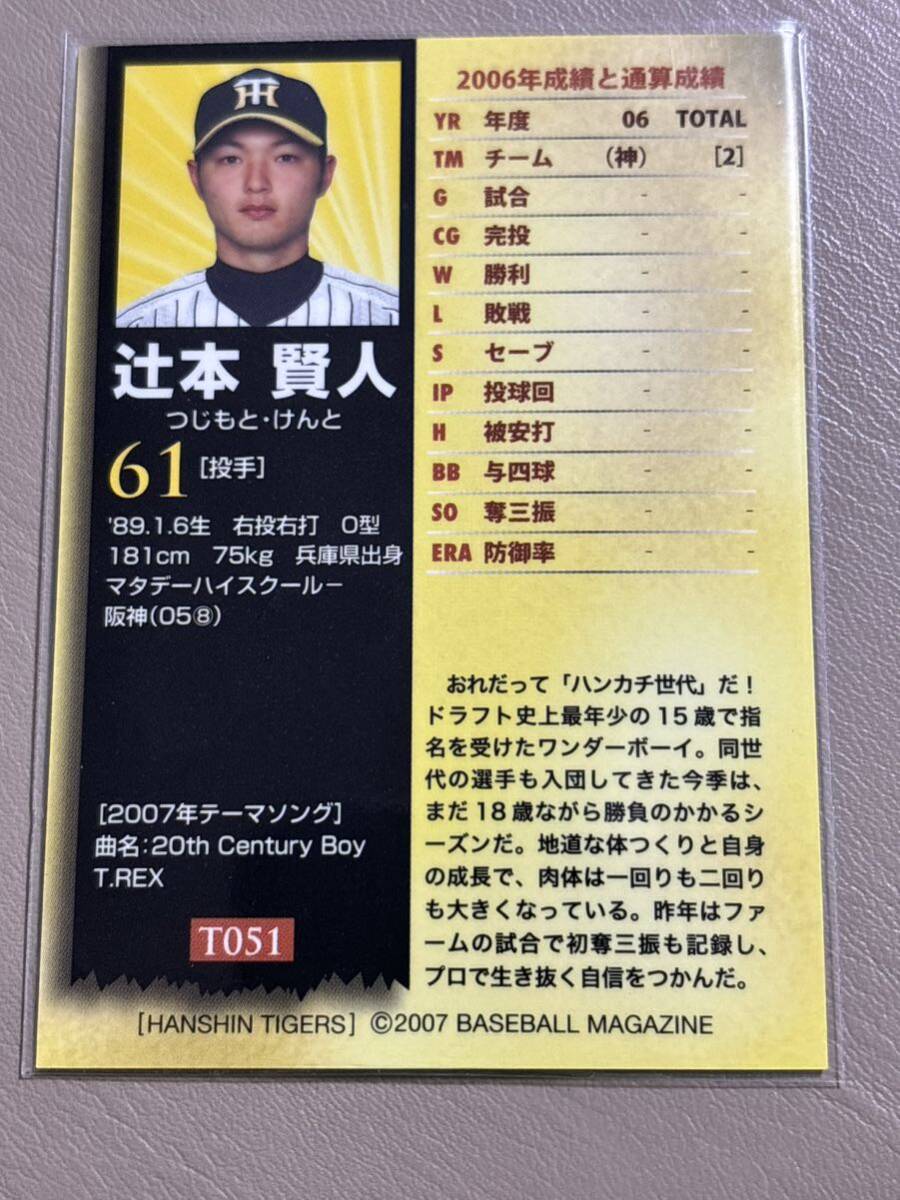 TH
辻本 賢人
つじもと・けんと
61 [投手]
'89.1.6生 右投右打 O型
181cm 75kg 兵庫県出身
マタデーハイスクールー
阪神(05⑧)
[2007年テーマソング]
曲名:20th Century Boy
T.REX
T051
2006年成績と通算成績
YR 年度 06 TOTAL
TM チーム (神) [2]
G 試合 - -
CG 完投 - -
W 勝利 - -
L 敗戦 - -
S セーブ - -
IP 投球回 - -
H 被安打 - -
BB 与四球 - -
SO 奪三振 - -
ERA 防御率 - -
おれだって「ハンカチ世代」だ！
ドラフト史上最年少の15歳で指
名を受けたワンダーボーイ。同世
代の選手も入団してきた今季は、
まだ18歳ながら勝負のかかるシ
ーズンだ。地道な体つくりと自身
の成長で、肉体は一回りも二回り
も大きくなっている。昨年はファ
ームの試合で初奪三振も記録し、
プロで生き抜く自信をつかんだ。
[HANSHIN TIGERS] ©2007 BASEBALL MAGAZINE